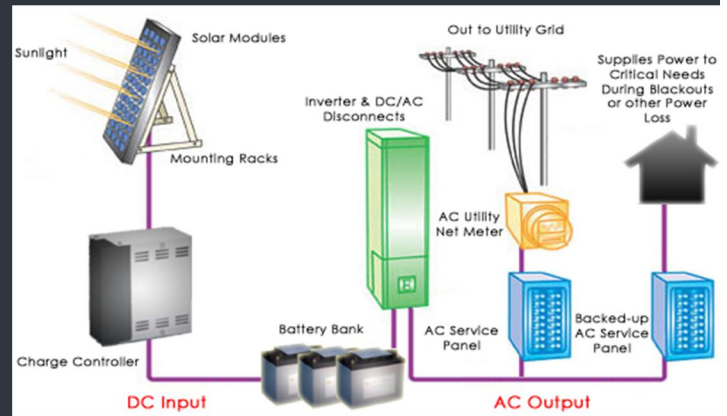 Sunlight
Solar Modules
Mounting Racks
Charge Controller
DC Input
Battery Bank
Inverter & DC/AC
Disconnects
Out to Utility Grid
AC Utility
Net Meter
AC Service
Panel
Supplies Power to
Critical Needs
During Blackouts
or other Power
Loss
Backed-up
AC Service
Panel
AC Output